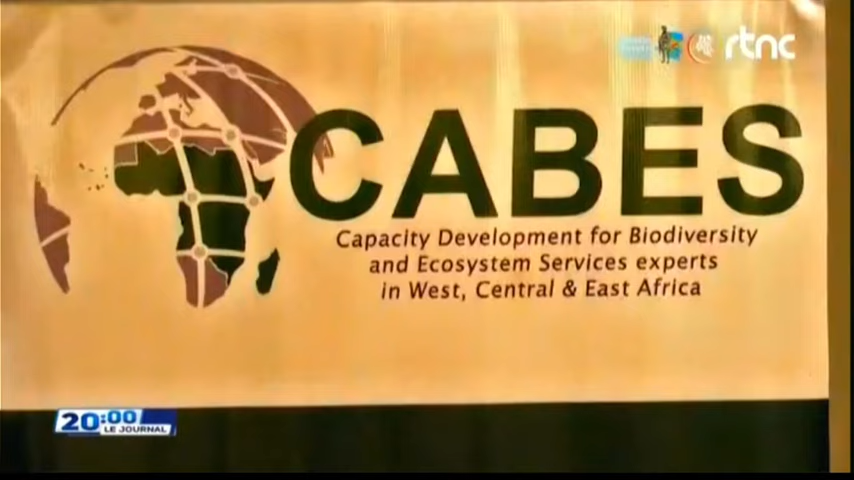 rtnc
CABES
Capacity Development for Biodiversity
and Ecosystem Services experts
in West, Central & East Africa
20:00
LE JOURNAL